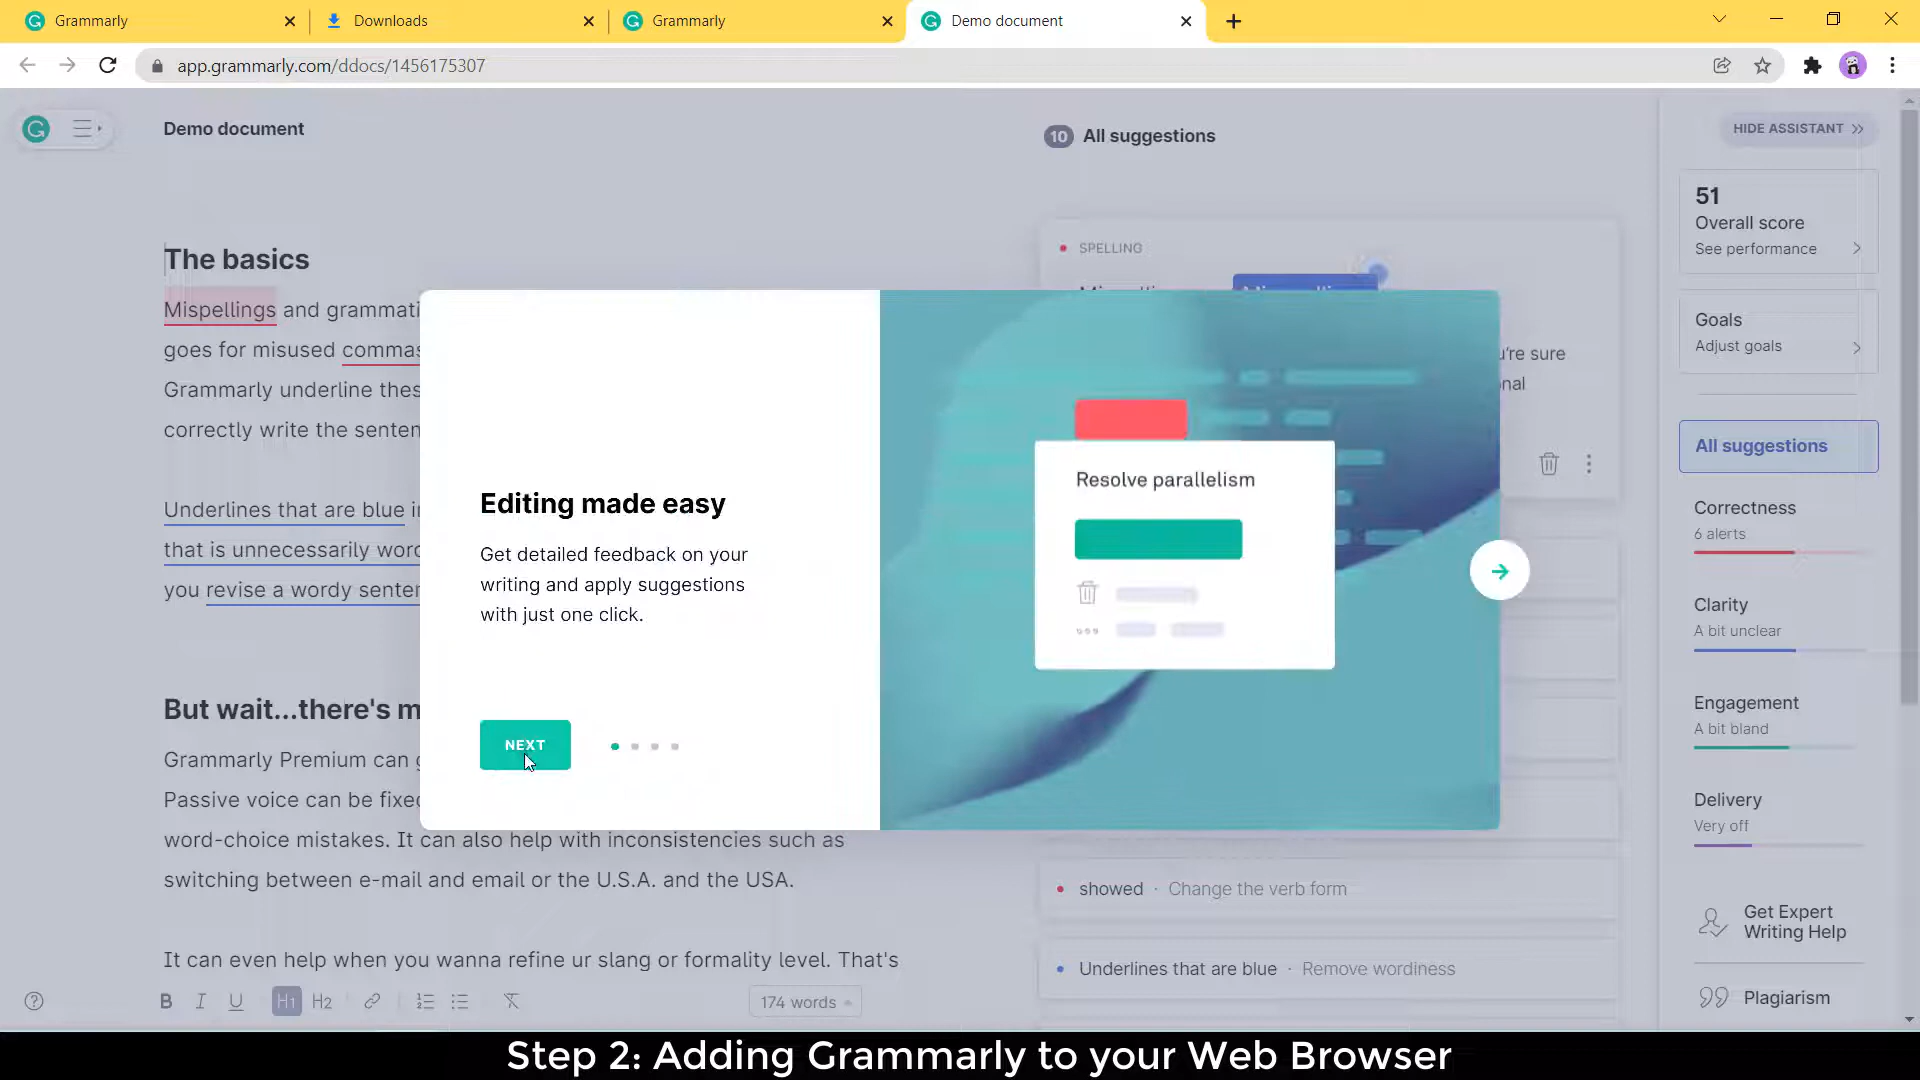 Grammarly
Downloads
Grammarly
Demo document
app.grammarly.com/ddocs/1456175307
Demo document
10 All suggestions
HIDE ASSISTANT
The basics
Mispellings and grammati
goes for misused commas
Grammarly underline thes
correctly write the senten
Underlines that are blue i
that is unnecessarily word
you revise a wordy senten
But wait...there's m
Grammarly Premium can g
Passive voice can be fixed
word-choice mistakes. It can also help with inconsistencies such as
switching between e-mail and email or the U.S.A. and the USA.
It can even help when you wanna refine ur slang or formality level. That's
B I U H1 H2
174 words
Editing made easy
Get detailed feedback on your
writing and apply suggestions
with just one click.
NEXT
Resolve parallelism
SPELLING
u're sure
onal
showed · Change the verb form
Underlines that are blue · Remove wordiness
51
Overall score
See performance
Goals
Adjust goals
All suggestions
Correctness
6 alerts
Clarity
A bit unclear
Engagement
A bit bland
Delivery
Very off
Get Expert
Writing Help
Plagiarism
Step 2: Adding Grammarly to your Web Browser